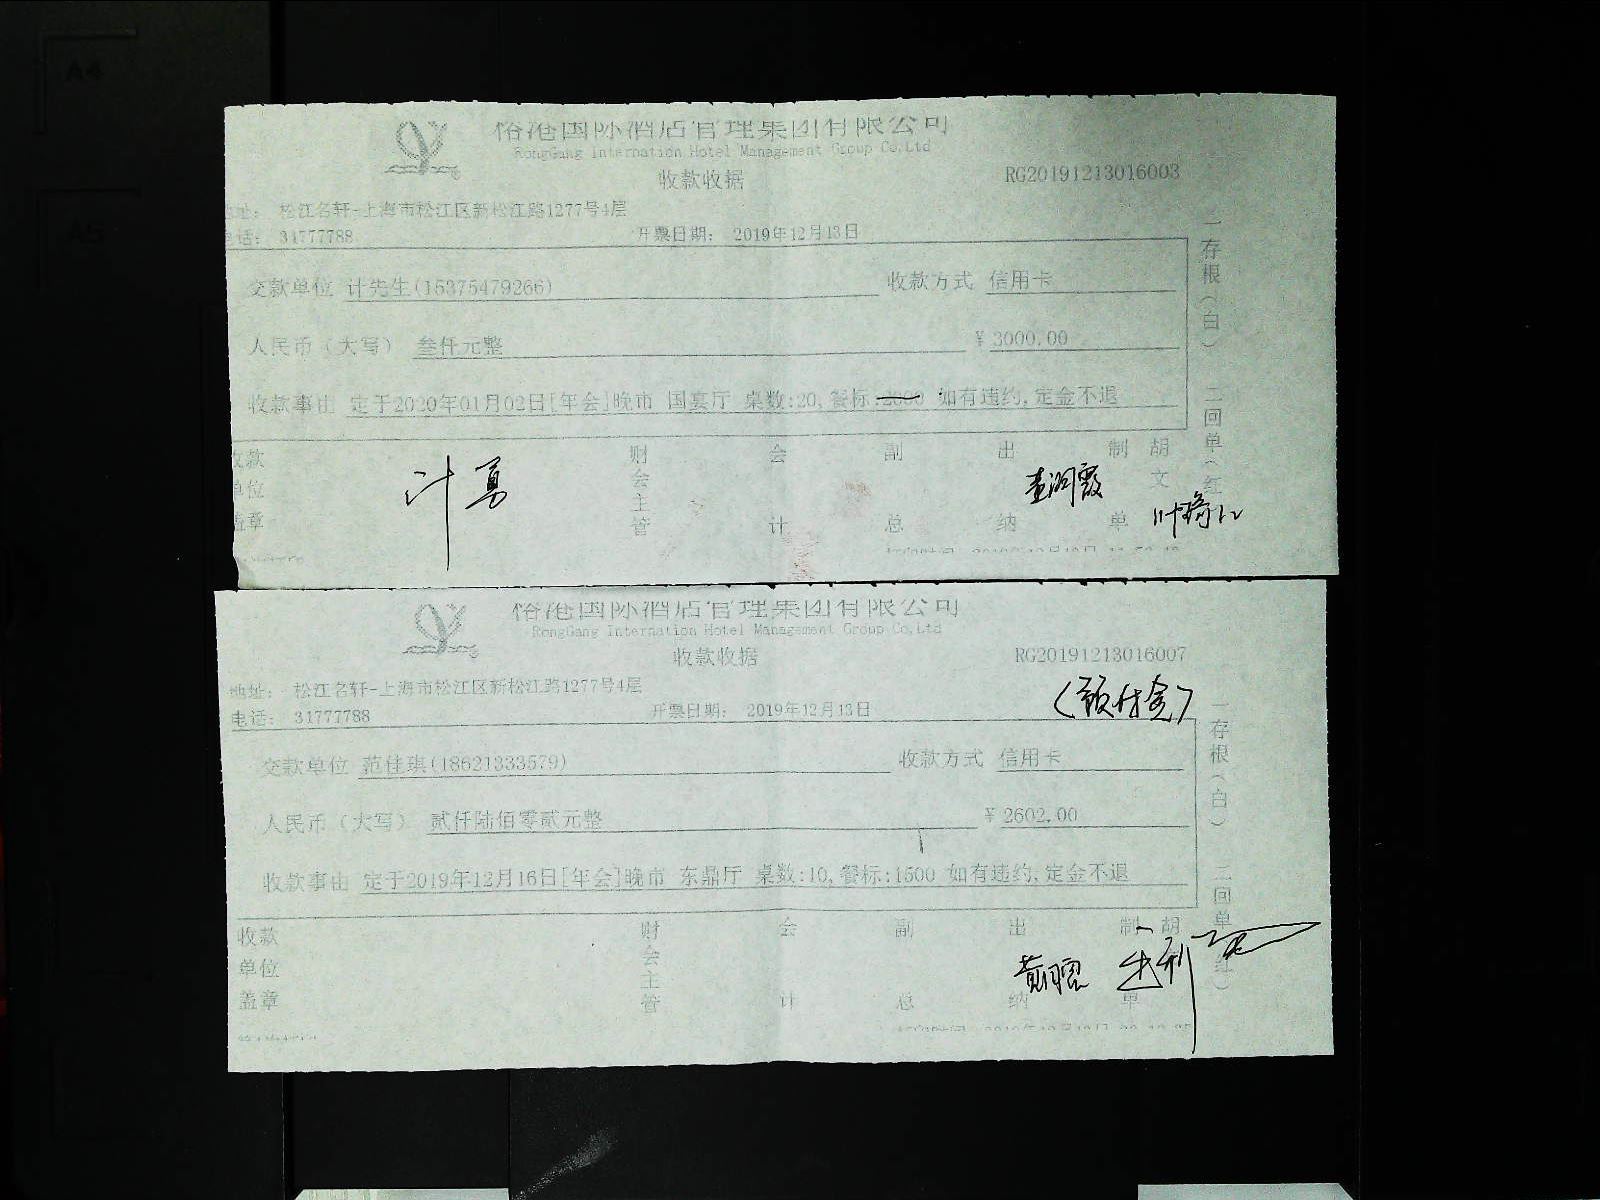 国际酒店管理集团有限公司
RongGang Internation Hotel Management Group Co,Ltd
收款收据
RG20191213016003
地址: 松江名轩-上海市松江区新松江路1277号4层
电话: 31777788
开票日期: 2019年12月13日
交款单位 计先生(15375479266)
收款方式 信用卡
人民币(大写) 叁仟元整
¥3000.00
收款事由 定于2020年01月02日[年会]晚市 国宴厅 桌数:20,餐标: 如有违约,定金不退
收款单位盖章
计勇
财会主管
会计
副总
出纳
制单
胡文
一存根(白) 二回单(红
国际酒店管理集团有限公司
RongGang Internation Hotel Management Group Co,Ltd
收款收据
RG20191213016007
(预付金)
地址: 松江名轩-上海市松江区新松江路1277号4层
电话: 31777788
开票日期: 2019年12月13日
交款单位 范佳琪(18621333579)
收款方式 信用卡
人民币(大写) 贰仟陆佰零贰元整
¥2602.00
收款事由 定于2019年12月16日[年会]晚市 东鼎厅 桌数:10,餐标:1500 如有违约,定金不退
收款单位盖章
财会主管
会计
副总
出纳
制单
胡
一存根(白) 二回单 红)